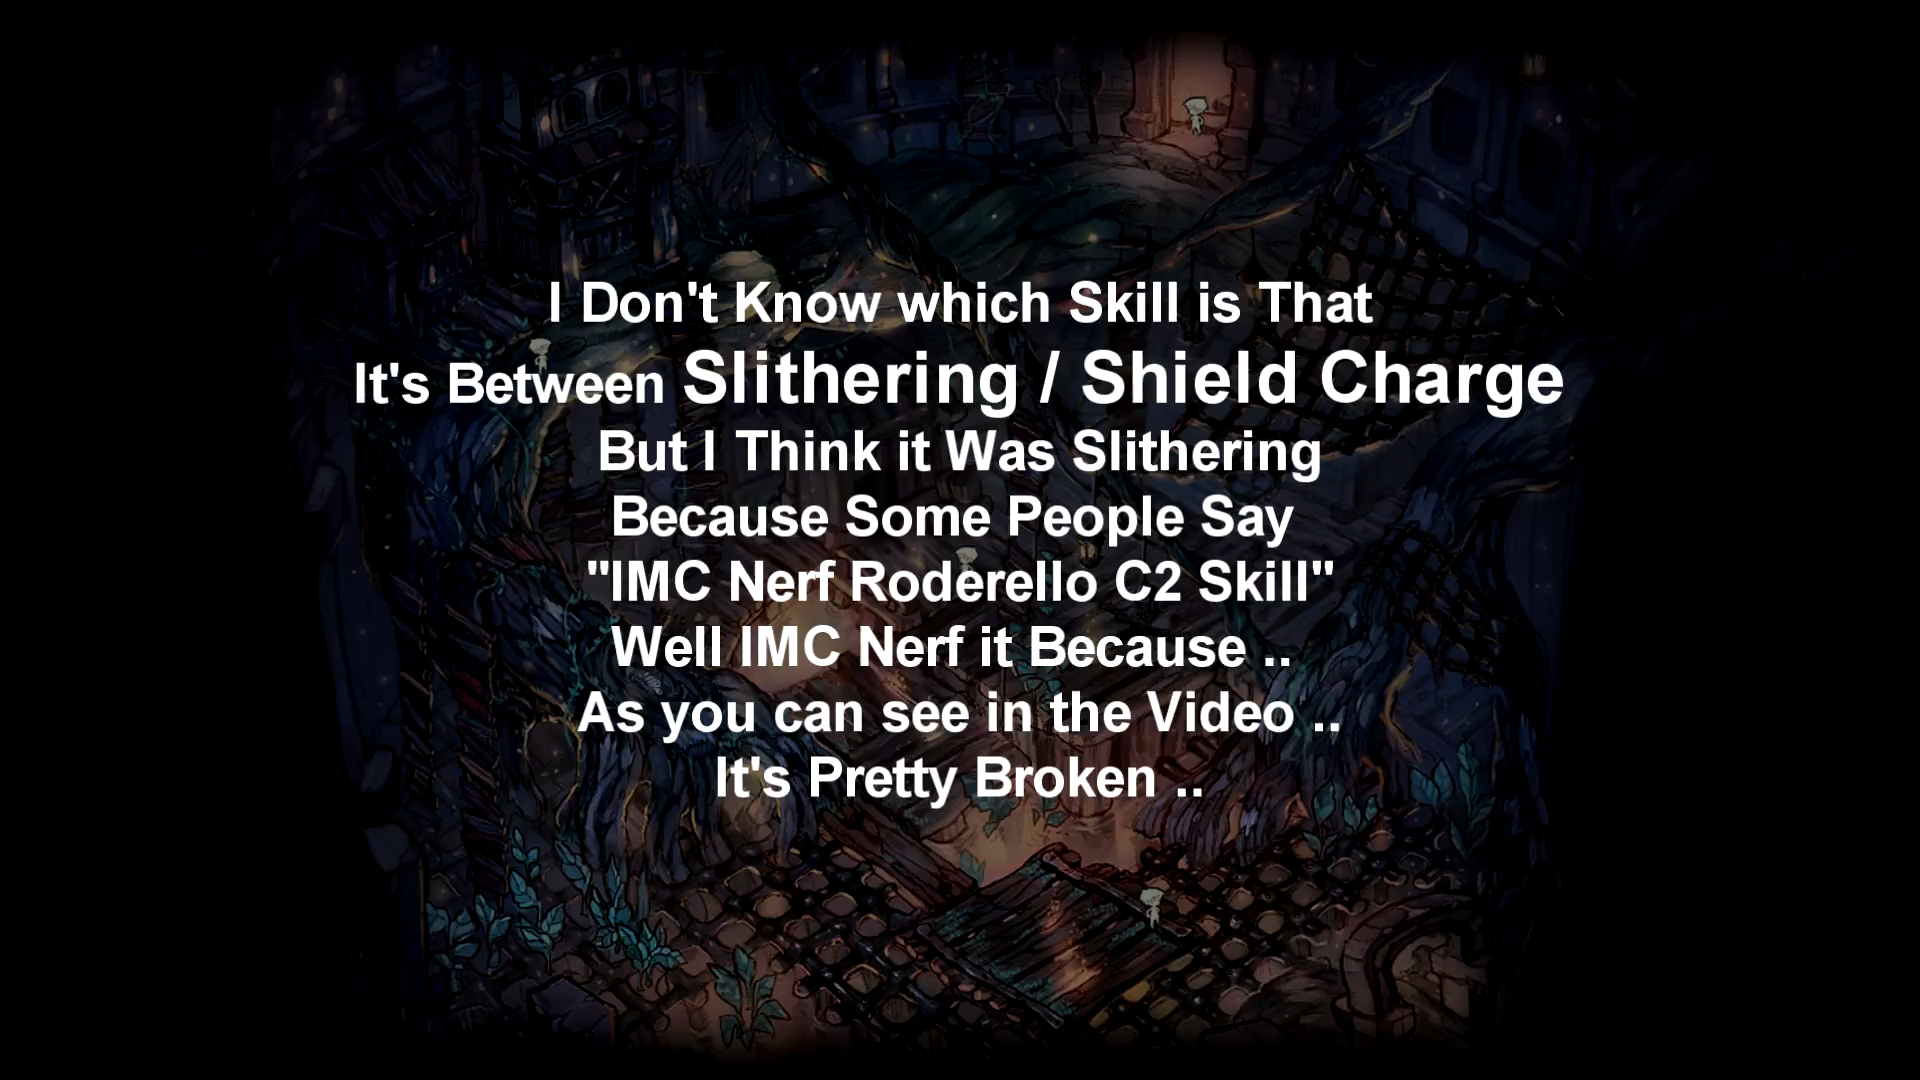 I Don't Know which Skill is That
It's Between Slithering / Shield Charge
But I Think it Was Slithering
Because Some People Say
"IMC Nerf Roderello C2 Skill"
Well IMC Nerf it Because ..
As you can see in the Video ..
It's Pretty Broken ..